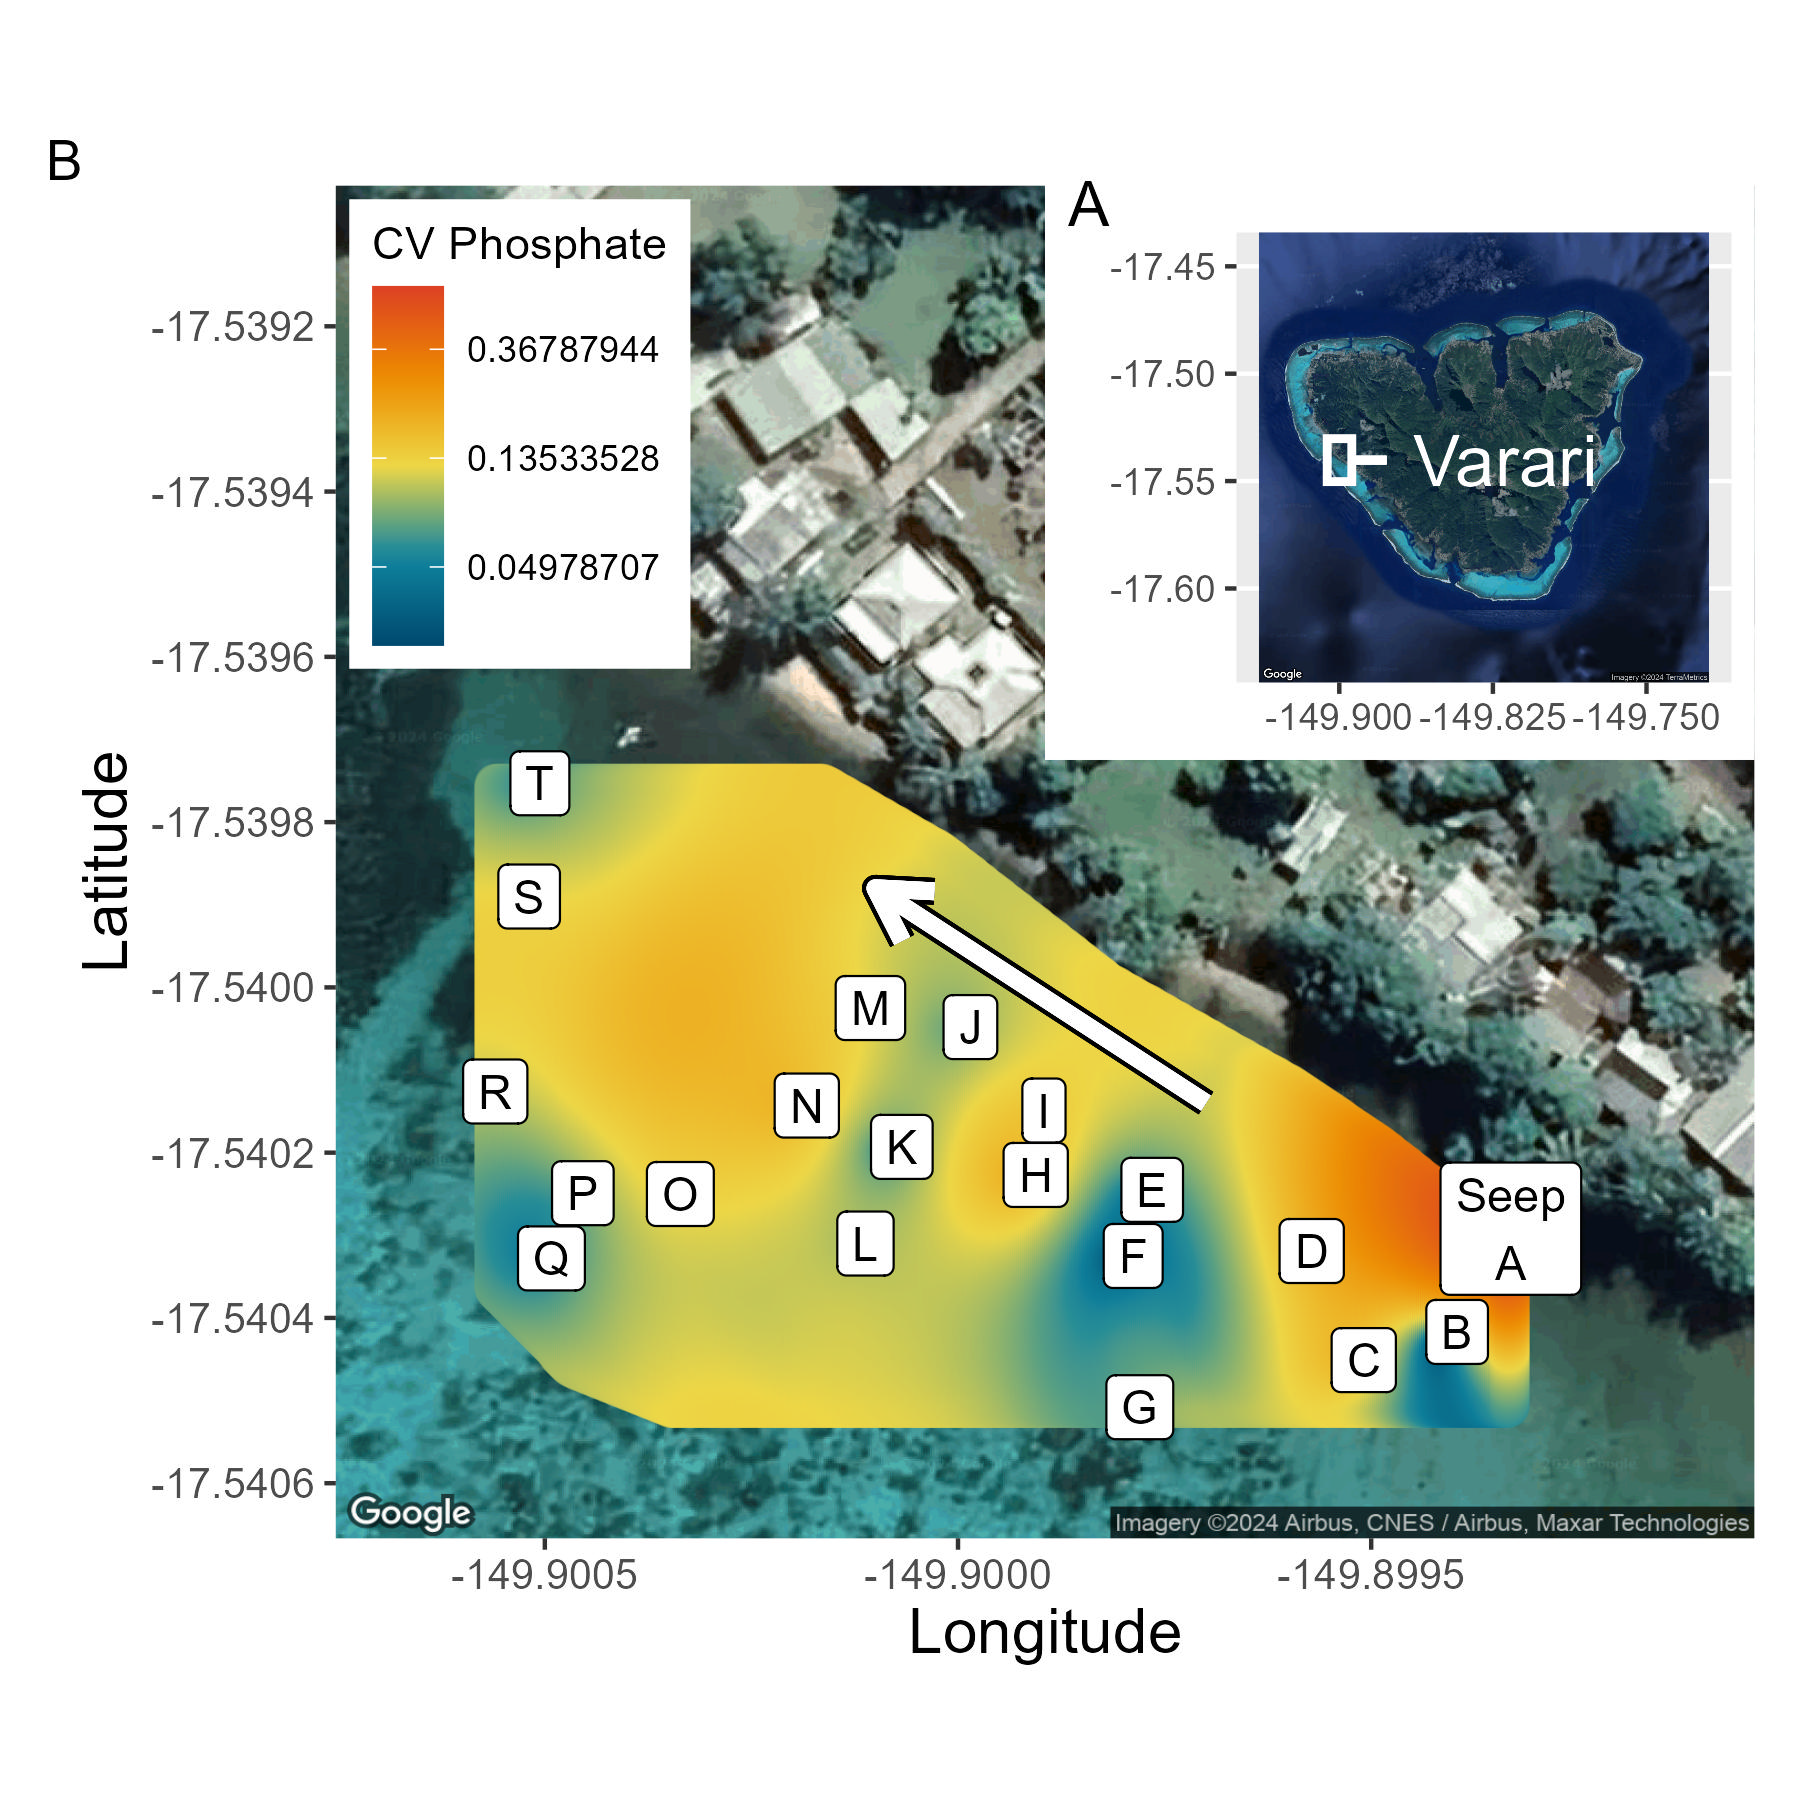 B
A
CV Phosphate
0.36787944
0.13533528
0.04978707
-17.45
-17.50
-17.55
-17.60
Varari
Google
Imagery ©2024 TerraMetrics
-149.900
-149.825
-149.750
Latitude
-17.5392
-17.5394
-17.5396
-17.5398
-17.5400
-17.5402
-17.5404
-17.5406
T
S
M
J
R
N
I
K
H
P
O
E
Seep
A
Q
L
F
D
B
C
G
Google
Imagery ©2024 Airbus, CNES / Airbus, Maxar Technologies
-149.9005
-149.9000
-149.8995
Longitude